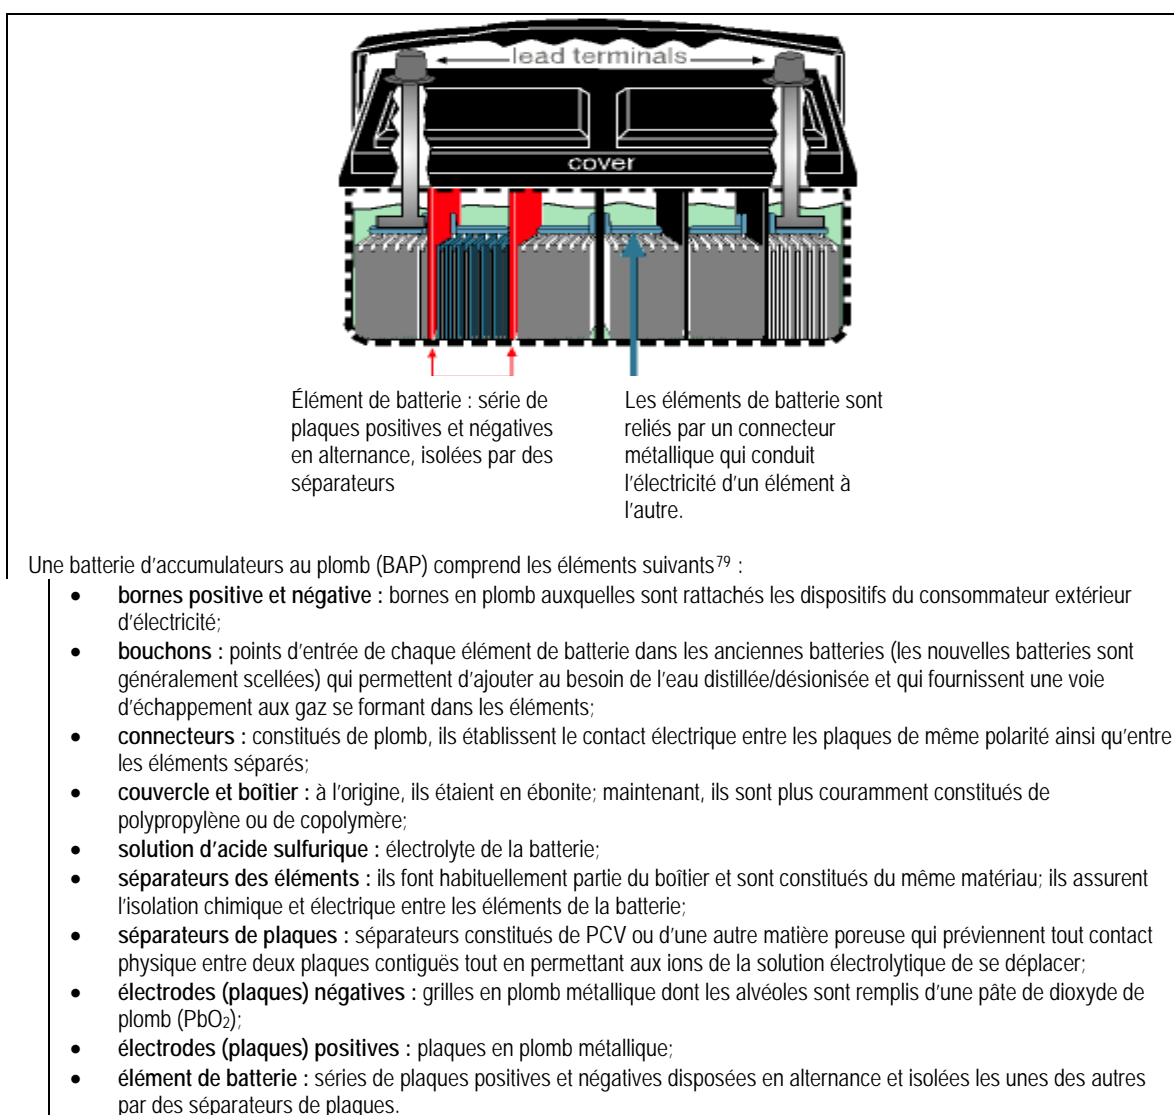 lead terminals
cover
Élément de batterie : série de
plaques positives et négatives
en alternance, isolées par des
séparateurs
Les éléments de batterie sont
reliés par un connecteur
métallique qui conduit
l'électricité d'un élément à
l'autre.
Une batterie d'accumulateurs au plomb (BAP) comprend les éléments suivants79 :
• bornes positive et négative : bornes en plomb auxquelles sont rattachés les dispositifs du consommateur extérieur
d'électricité;
• bouchons : points d'entrée de chaque élément de batterie dans les anciennes batteries (les nouvelles batteries sont
généralement scellées) qui permettent d'ajouter au besoin de l'eau distillée/désionisée et qui fournissent une voie
d'échappement aux gaz se formant dans les éléments;
• connecteurs : constitués de plomb, ils établissent le contact électrique entre les plaques de même polarité ainsi qu'entre
les éléments séparés;
• couvercle et boîtier : à l'origine, ils étaient en ébonite; maintenant, ils sont plus couramment constitués de
polypropylène ou de copolymère;
• solution d'acide sulfurique : électrolyte de la batterie;
• séparateurs des éléments : ils font habituellement partie du boîtier et sont constitués du même matériau; ils assurent
l'isolation chimique et électrique entre les éléments de la batterie;
• séparateurs de plaques : séparateurs constitués de PCV ou d'une autre matière poreuse qui préviennent tout contact
physique entre deux plaques contiguës tout en permettant aux ions de la solution électrolytique de se déplacer;
• électrodes (plaques) négatives : grilles en plomb métallique dont les alvéoles sont remplis d'une pâte de dioxyde de
plomb (PbO2);
• électrodes (plaques) positives : plaques en plomb métallique;
• élément de batterie : séries de plaques positives et négatives disposées en alternance et isolées les unes des autres
par des séparateurs de plaques.